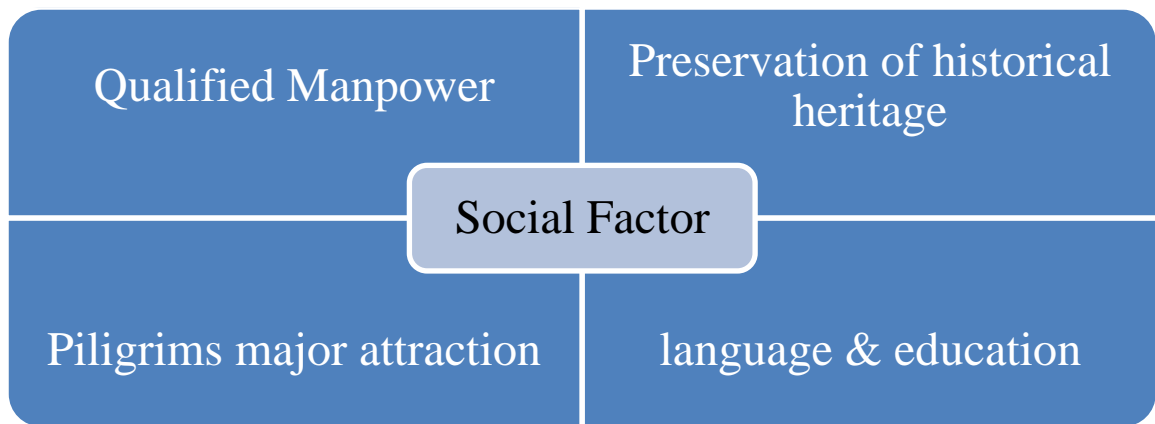 Qualified Manpower
Preservation of historical
heritage
Social Factor
Piligrims major attraction
language & education